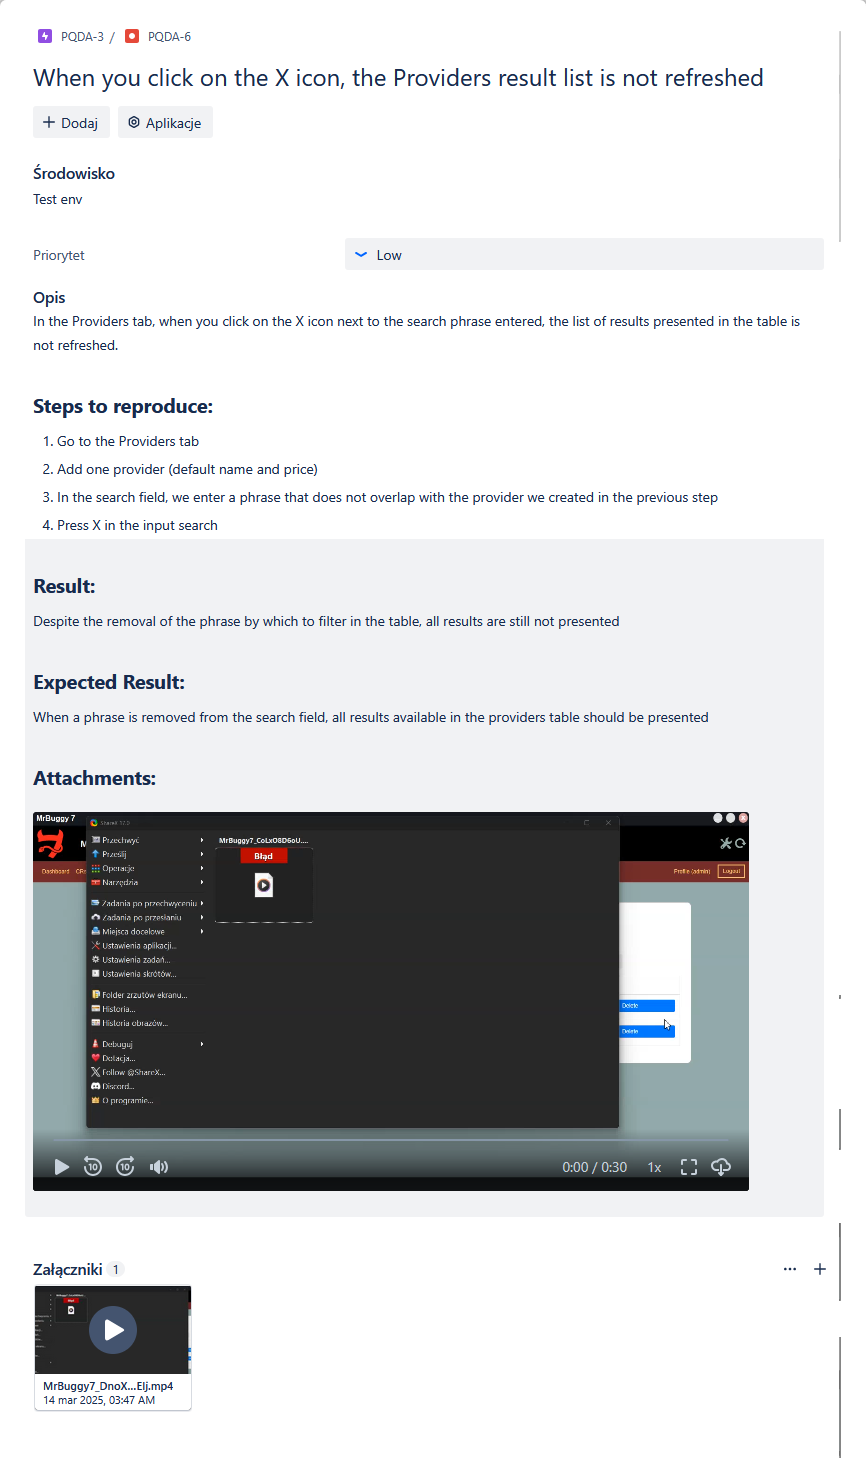 PQDA-3 / PQDA-6
When you click on the X icon, the Providers result list is not refreshed
Dodaj Aplikacje
Środowisko
Test env
Priorytet Low
Opis
In the Providers tab, when you click on the X icon next to the search phrase entered, the list of results presented in the table is
not refreshed.
Steps to reproduce:
1. Go to the Providers tab
2. Add one provider (default name and price)
3. In the search field, we enter a phrase that does not overlap with the provider we created in the previous step
4. Press X in the input search
Result:
Despite the removal of the phrase by which to filter in the table, all results are still not presented
Expected Result:
When a phrase is removed from the search field, all results available in the providers table should be presented
Attachments:
MrBuggy 7
Dashboard
Profile (admin) Logout
Przechwyć
Prześlij
Operacje
Narzędzia
Zadania po przechwyceniu
Zadania po przesłaniu
Miejsca docelowe
Ustawienia aplikacji...
Ustawienia zadań...
Ustawienia skrótów...
Folder zrzutów ekranu...
Historia...
Historia obrazów...
Debuguj
Dotacja...
Follow @ShareX...
Discord...
O programie...
MrBuggy7_CoLxO8D6oU....
Błąd
Delete
Delete
10 10 0:00 / 0:30 1x
Załączniki 1
MrBuggy7_DnoX...Elj.mp4
14 mar 2025, 03:47 AM